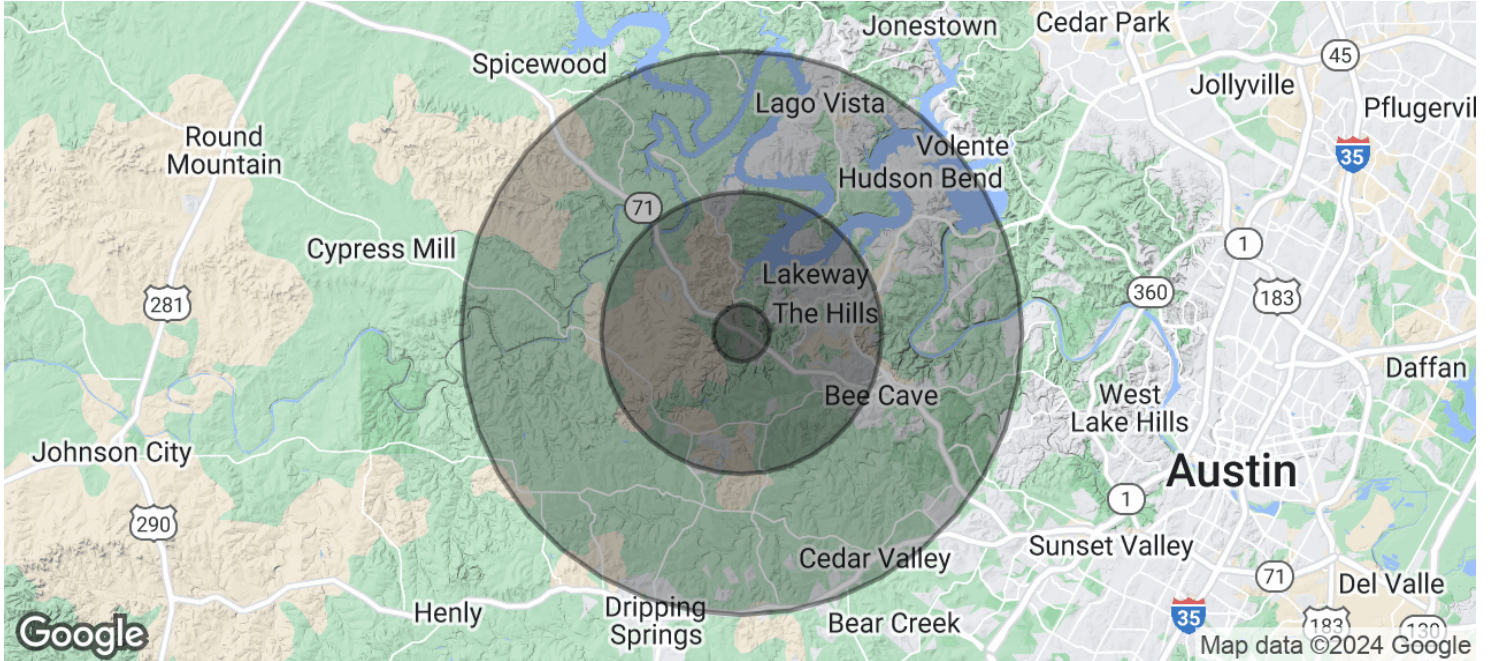 Jonestown
Cedar Park
45
Spicewood
Jollyville
Lago Vista
Pflugervil
Round
Mountain
Volente
35
Hudson Bend
71
1
Cypress Mill
Lakeway
360
183
281
The Hills
Daffan
Bee Cave
West
Lake Hills
Johnson City
Austin
1
290
Sunset Valley
Cedar Valley
71
Del Valle
Henly
Dripping
Springs
Bear Creek
35
183
130
Google
Map data ©2024 Google